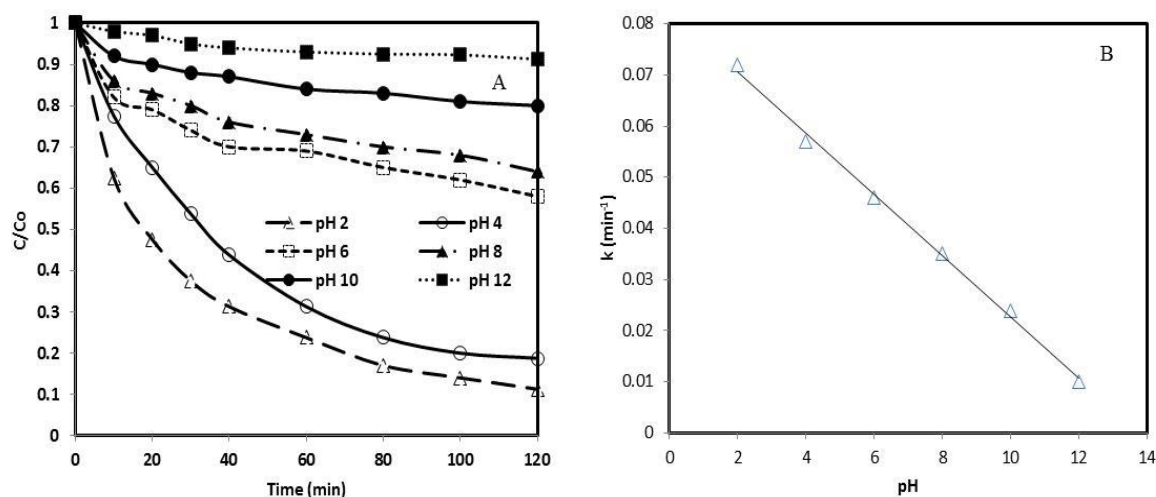 1
0.9
0.8
0.7
0.6
0.5
0.4
0.3
0.2
0.1
0
C/Co
A
pH 2 pH 4
pH 6 pH 8
pH 10 pH 12
0 20 40 60 80 100 120
Time (min)
0.08
0.07
0.06
0.05
0.04
0.03
0.02
0.01
0
k (min⁻¹)
B
0 2 4 6 8 10 12 14
pH